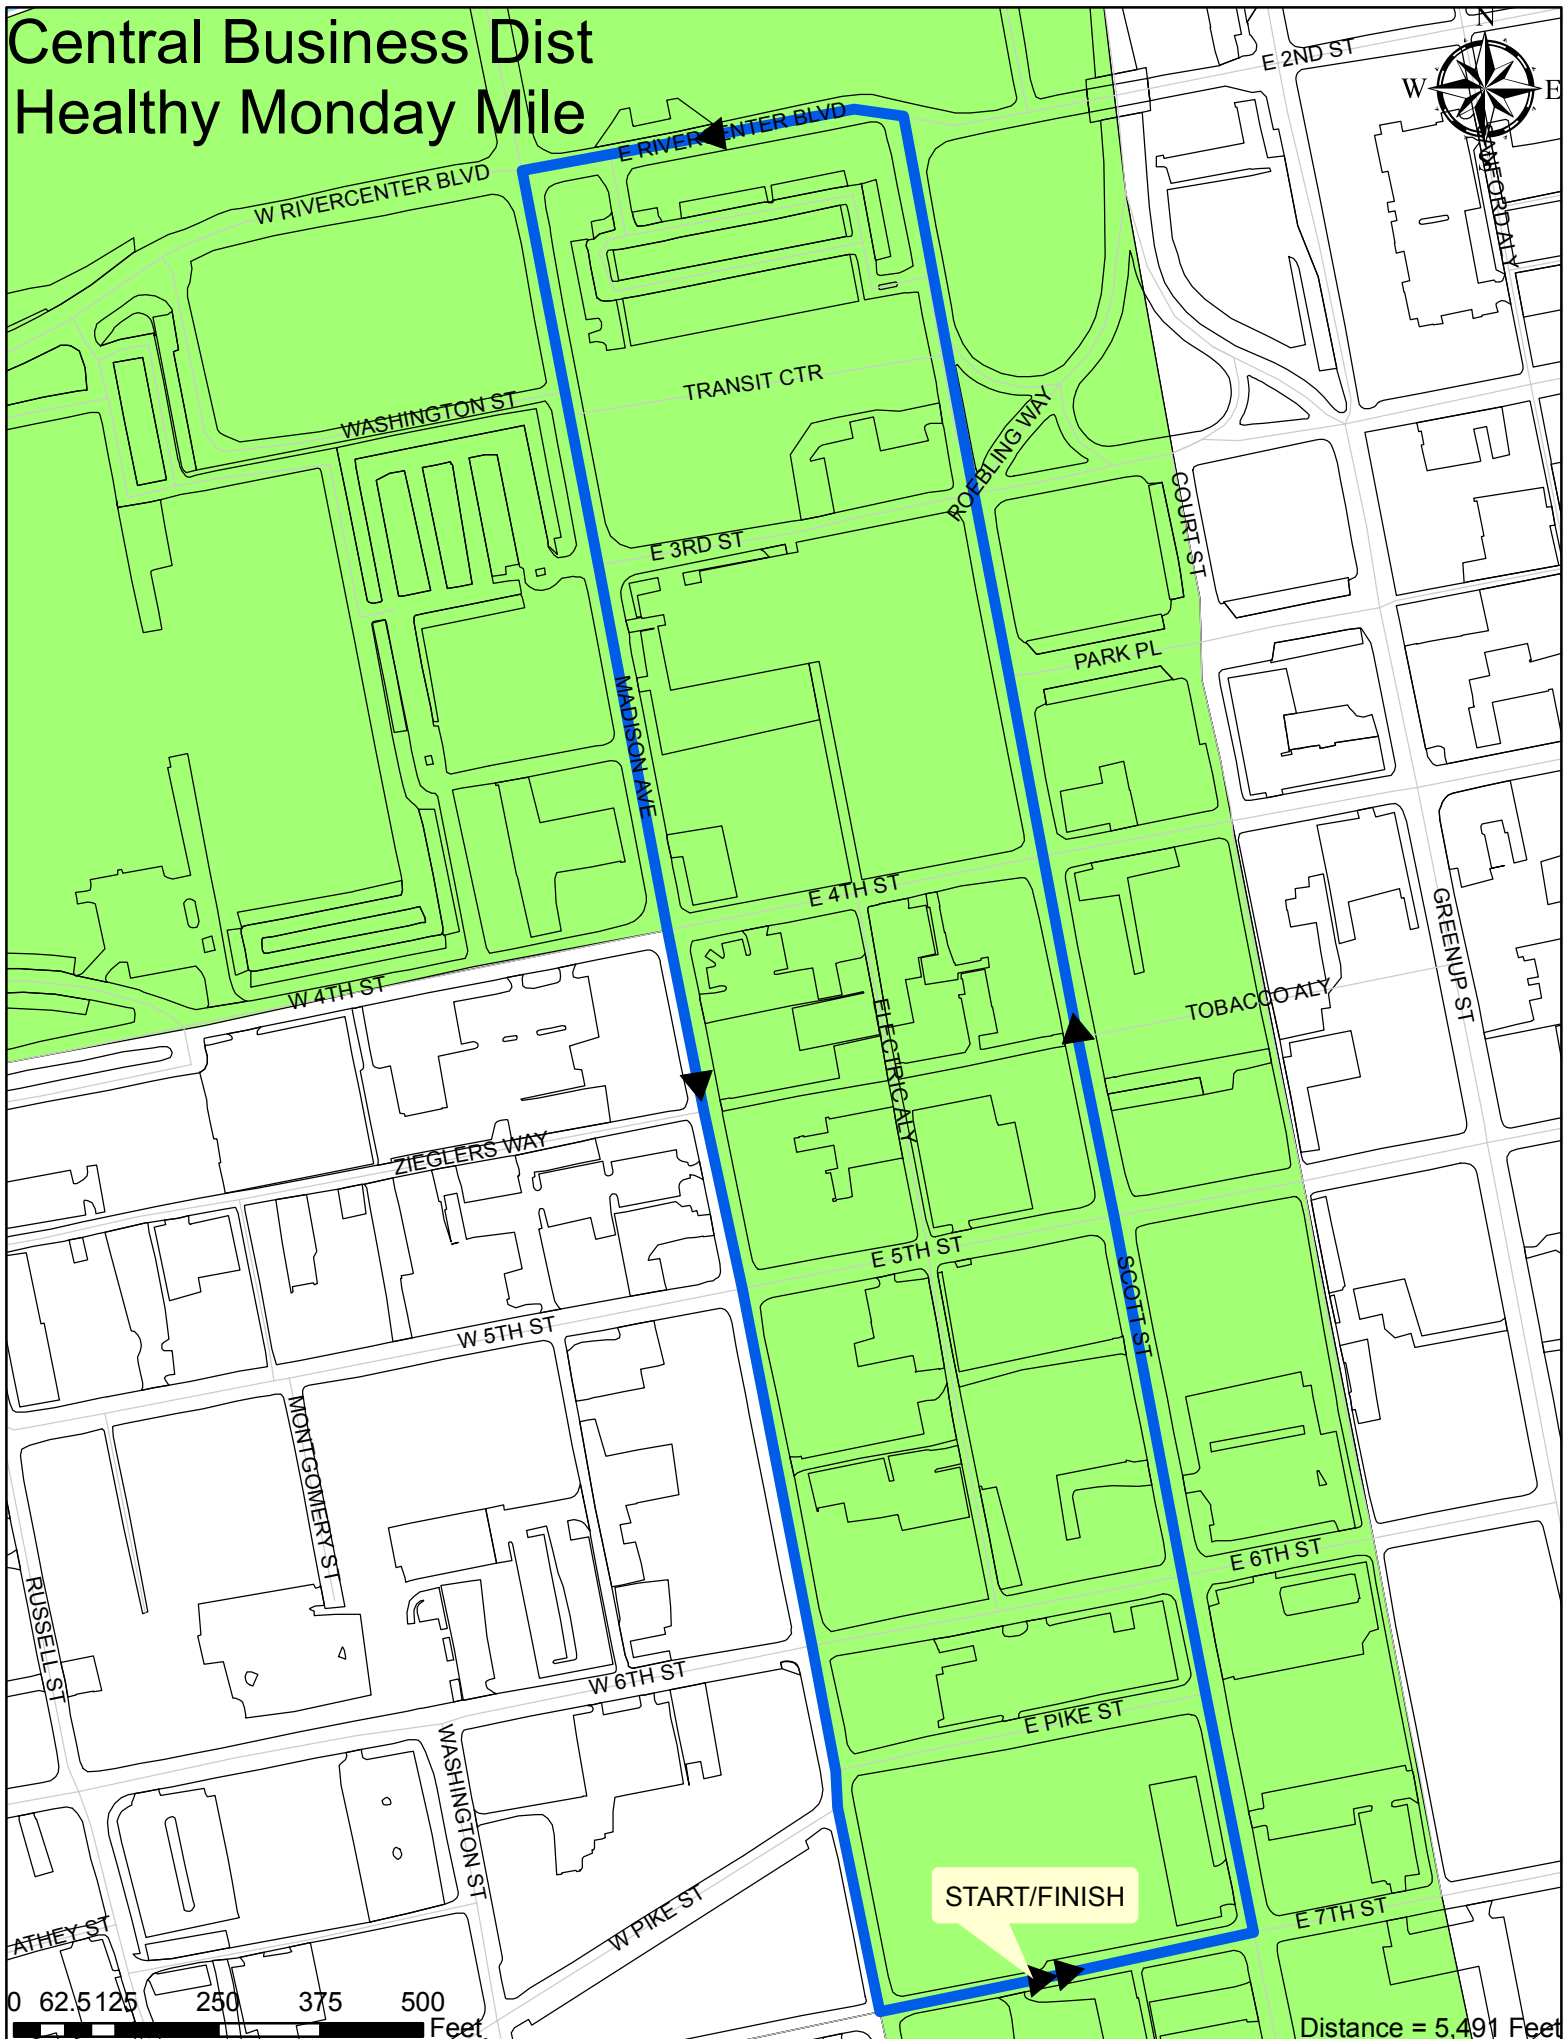 Central Business Dist
Healthy Monday Mile
N
W
E
E 2ND ST
SANFORD ALY
E RIVERCENTER BLVD
W RIVERCENTER BLVD
TRANSIT CTR
WASHINGTON ST
ROEBLING WAY
COURT ST
E 3RD ST
PARK PL
MADISON AVE
E 4TH ST
GREENUP ST
W 4TH ST
TOBACCO ALY
ELECTRIC ALY
ZIEGLERS WAY
E 5TH ST
SCOTT ST
W 5TH ST
MONTGOMERY ST
E 6TH ST
RUSSELL ST
W 6TH ST
E PIKE ST
WASHINGTON ST
START/FINISH
W PIKE ST
E 7TH ST
ATHEY ST
0 62.5 125 250 375 500
Feet
Distance = 5,491 Feet